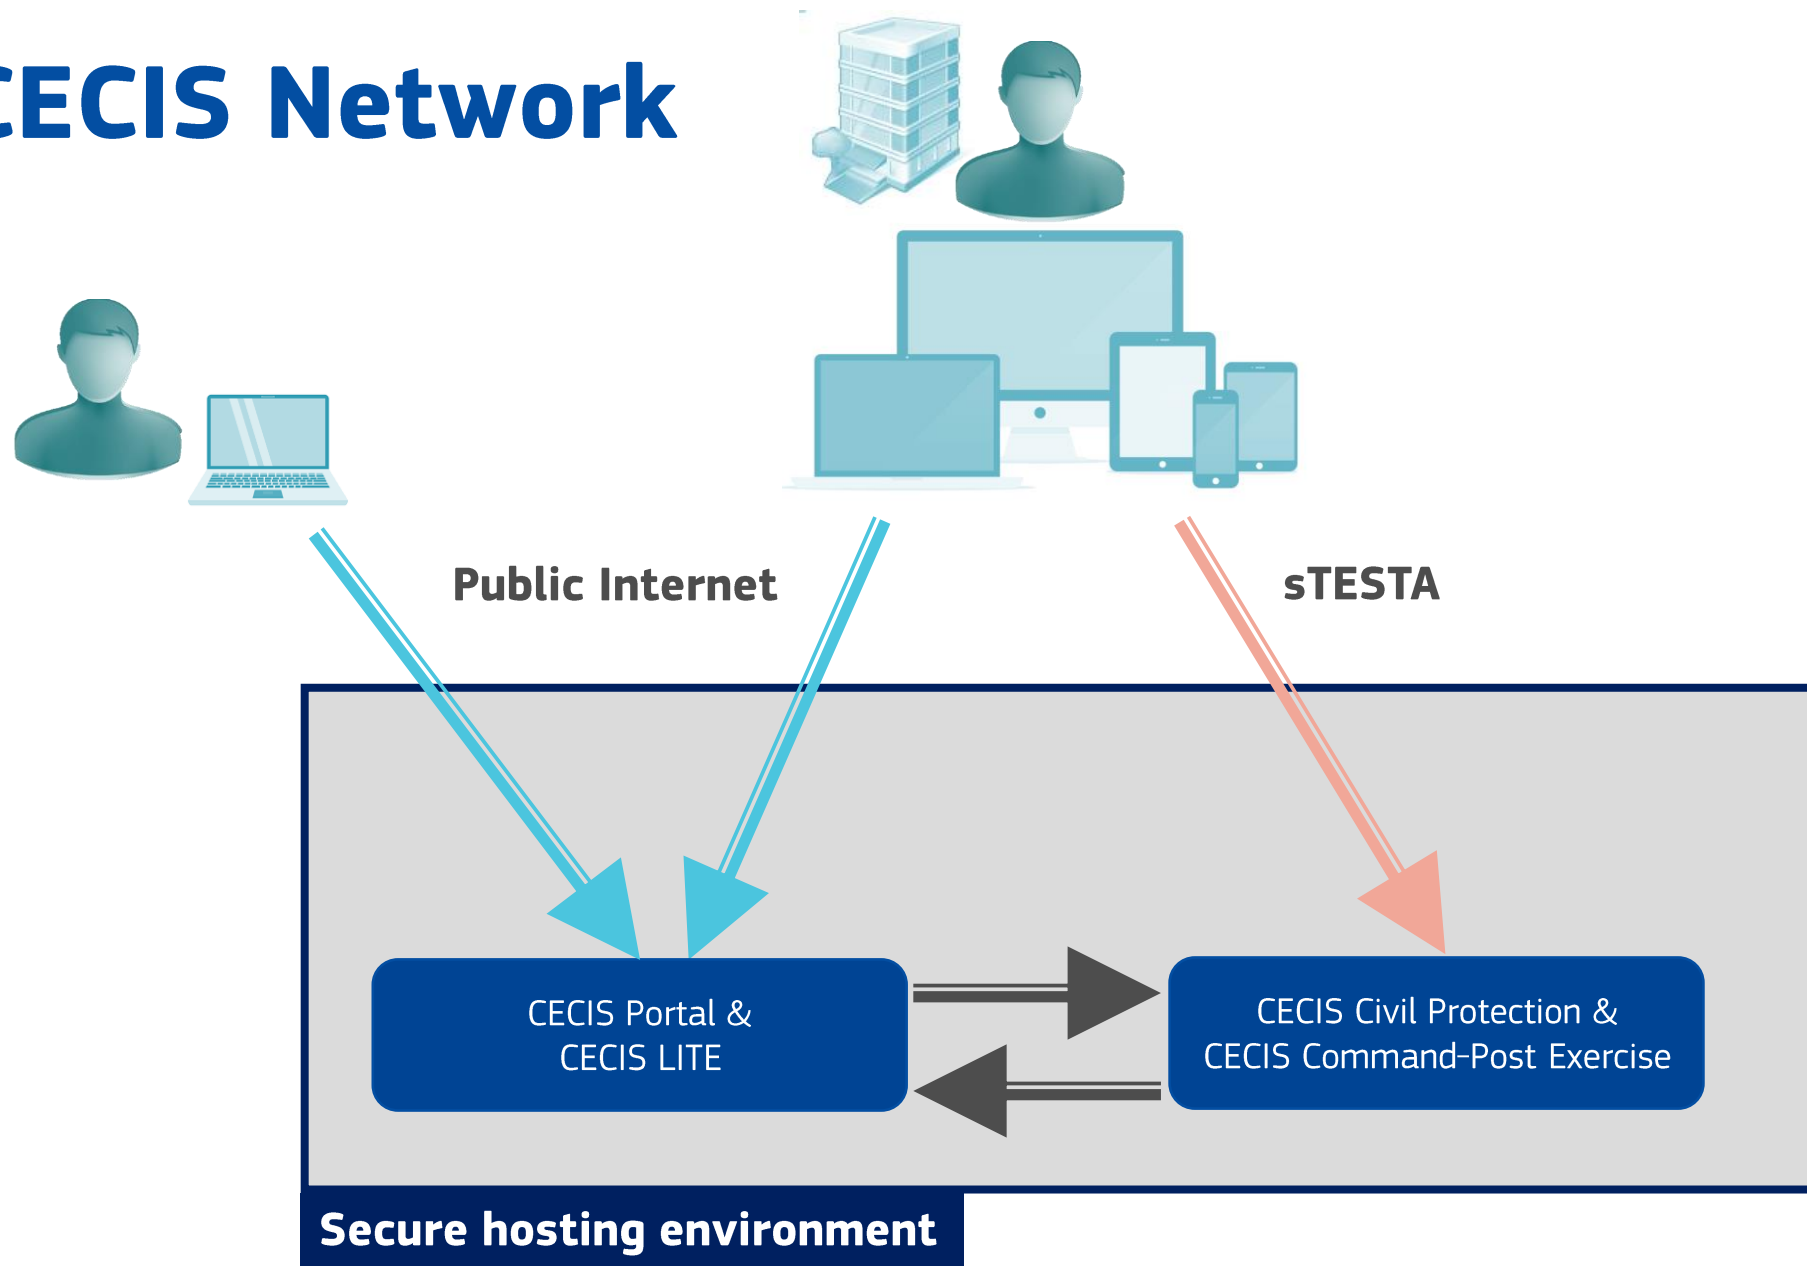 CECIS Network
Public Internet
sTESTA
CECIS Portal &
CECIS LITE
CECIS Civil Protection &
CECIS Command-Post Exercise
Secure hosting environment